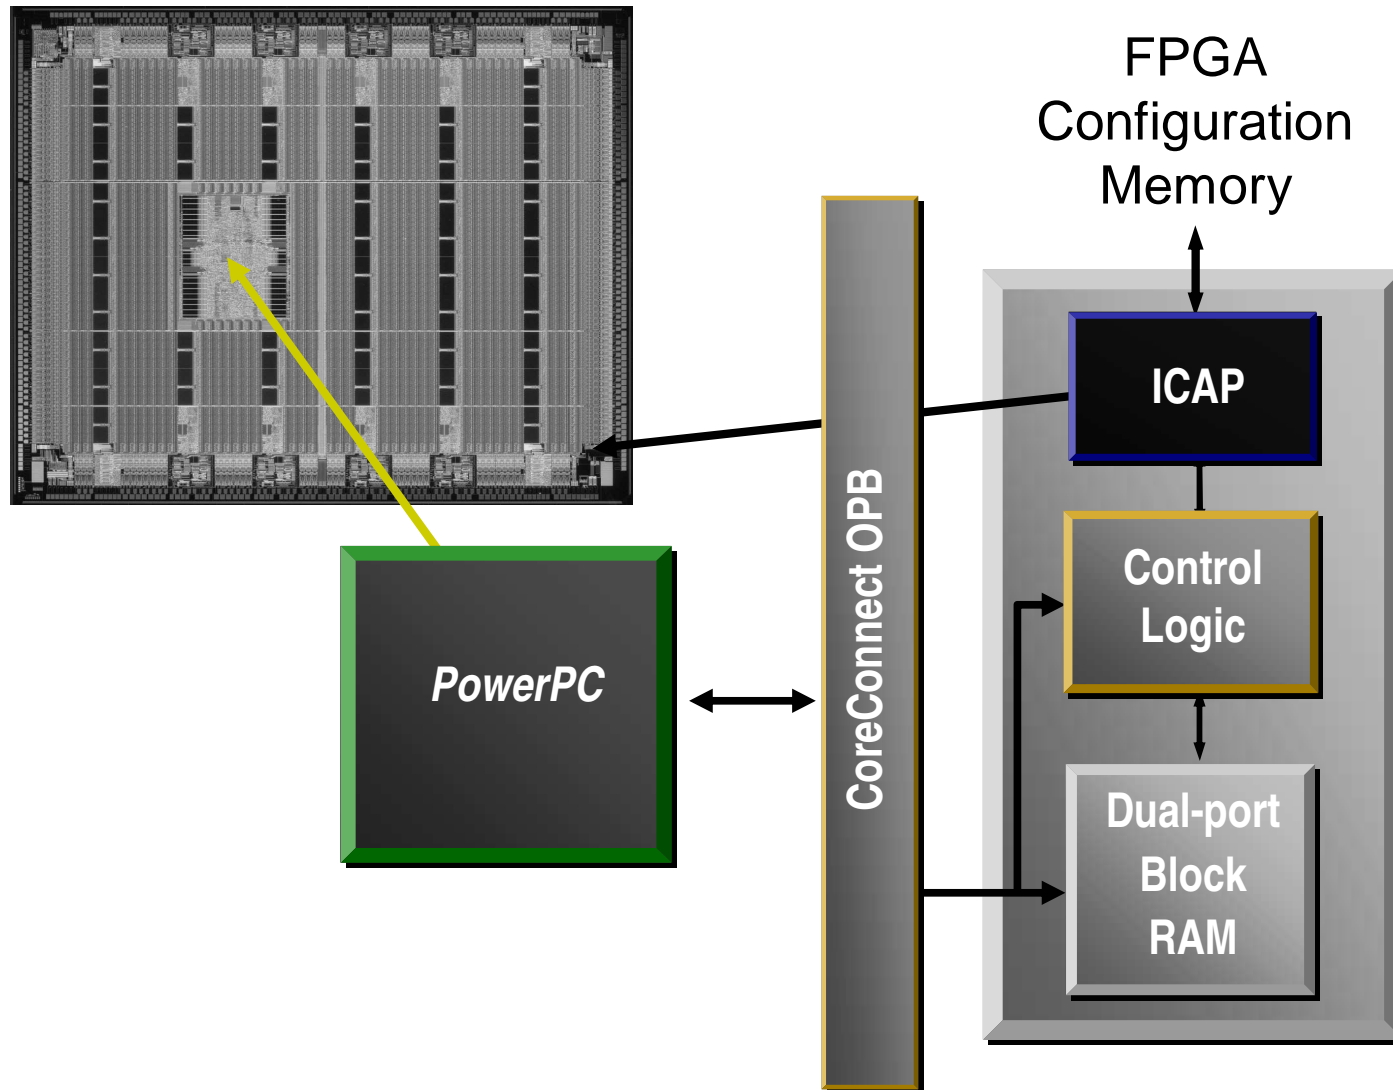 FPGA
Configuration
Memory
ICAP
CoreConnect OPB
Control
Logic
PowerPC
Dual-port
Block
RAM